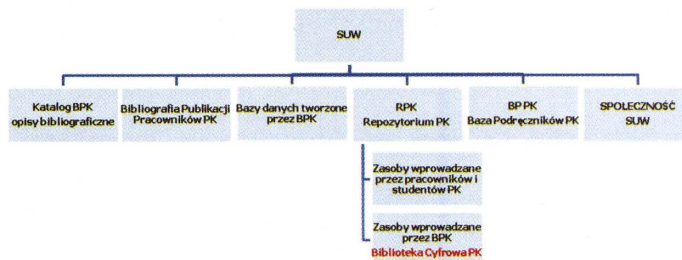 SUW
Katalog BPK
opisy bibliograficzne
Bibliografia Publikacji
Pracowników PK
Bazy danych tworzone
przez BPK
RPK
Repozytorium PK
BP PK
Baza Podręczników PK
SPOŁECZNOŚĆ
SUW
Zasoby wprowadzane
przez pracowników i
studentów PK
Zasoby wprowadzane
przez BPK
Biblioteka Cyfrowa PK